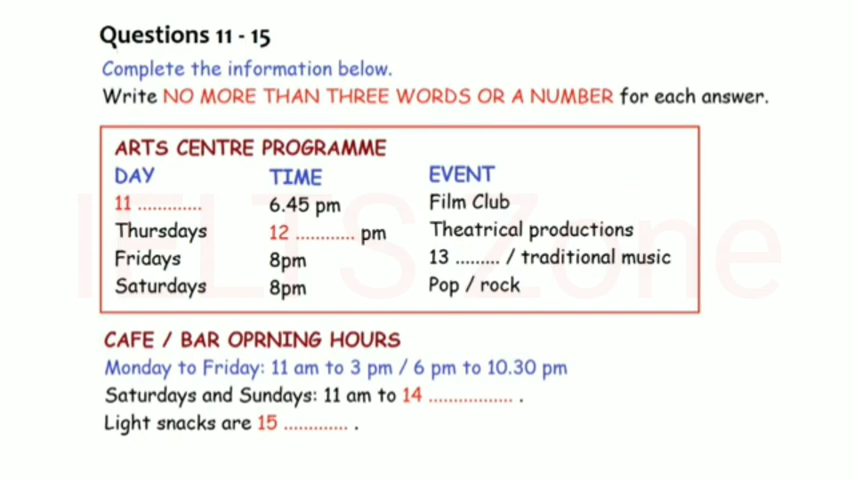 Questions 11 - 15
Complete the information below.
Write NO MORE THAN THREE WORDS OR A NUMBER for each answer.
ARTS CENTRE PROGRAMME
DAY TIME EVENT
11 ............. 6.45 pm Film Club
Thursdays 12 ............ pm Theatrical productions
Fridays 8pm 13 ......... / traditional music
Saturdays 8pm Pop / rock
IELTS Zone
CAFE / BAR OPRNING HOURS
Monday to Friday: 11 am to 3 pm / 6 pm to 10.30 pm
Saturdays and Sundays: 11 am to 14 ................. .
Light snacks are 15 ............. .